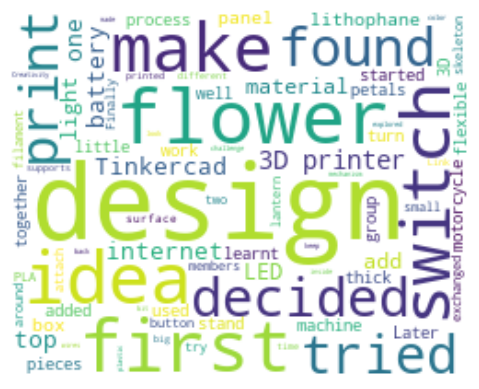 process
panel
lithophane
print
light
one
battery
make
found
3D
skeleton
Creativity
made
color
printed
different
started
Finally
well
material
petals
flexible
filament
flower
switch
little
work
turn
explored
look
challenge
supports
Tinkercad
3D printer
Link
mechanism
design
together
two
lantern
group
small
motorcycle
surface
exchanged
back
keep
internet
learnt
add
idea
attach
members
LED
inside
thick
PLA
around
decided
added
used
button
stand
machine
box
Later
first
top
bit
big
try
time
tried
pieces